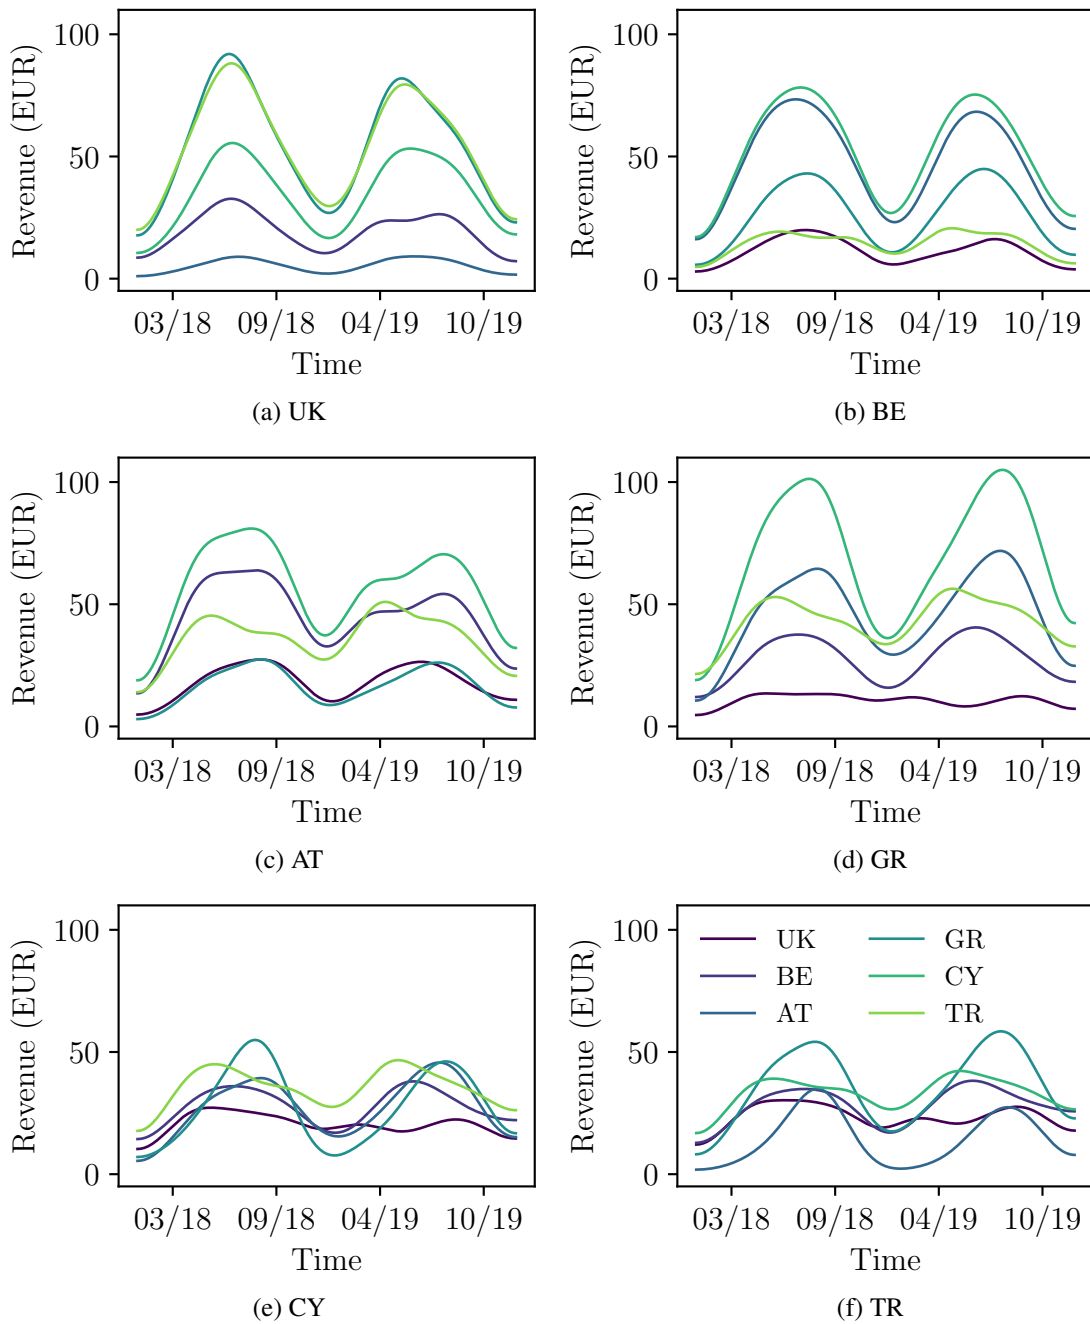 100
50
0
Revenue (EUR)
03/18 09/18 04/19 10/19
Time
(a) UK
100
50
0
Revenue (EUR)
03/18 09/18 04/19 10/19
Time
(b) BE
100
50
0
Revenue (EUR)
03/18 09/18 04/19 10/19
Time
(c) AT
100
50
0
Revenue (EUR)
03/18 09/18 04/19 10/19
Time
(d) GR
100
50
0
Revenue (EUR)
03/18 09/18 04/19 10/19
Time
(e) CY
100
50
0
Revenue (EUR)
UK GR
BE CY
AT TR
03/18 09/18 04/19 10/19
Time
(f) TR